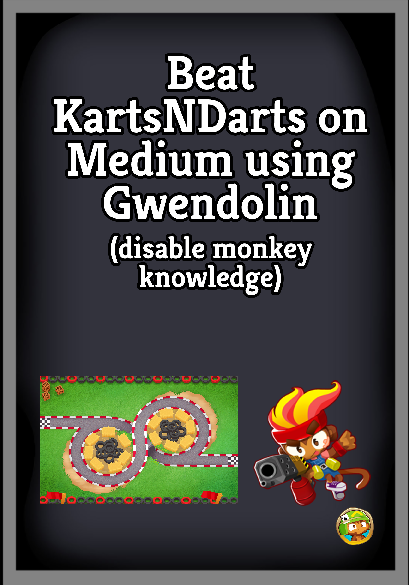 Beat
KartsNDarts on
Medium using
Gwendolin
(disable monkey
knowledge)